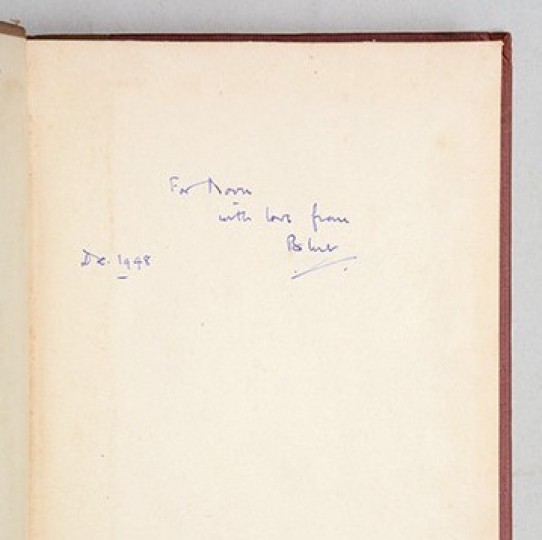 For
with love from
Dec. 1948